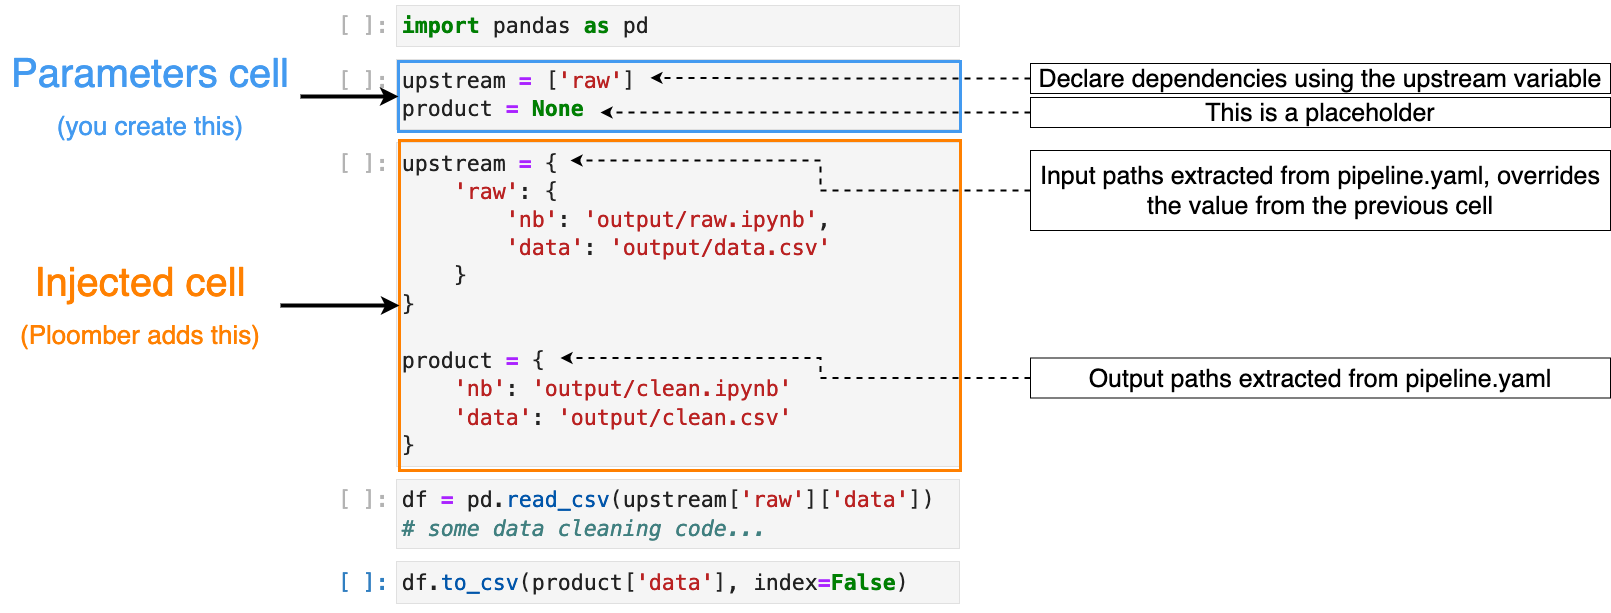 [ ]: import pandas as pd
Parameters cell
(you create this)
[ ]: upstream = ['raw']
product = None
Declare dependencies using the upstream variable
This is a placeholder
Injected cell
(Ploomber adds this)
[ ]: upstream = {
    'raw': {
        'nb': 'output/raw.ipynb',
        'data': 'output/data.csv'
    }
}
product = {
    'nb': 'output/clean.ipynb'
    'data': 'output/clean.csv'
}
Input paths extracted from pipeline.yaml, overrides
the value from the previous cell
Output paths extracted from pipeline.yaml
[ ]: df = pd.read_csv(upstream['raw']['data'])
# some data cleaning code...
[ ]: df.to_csv(product['data'], index=False)